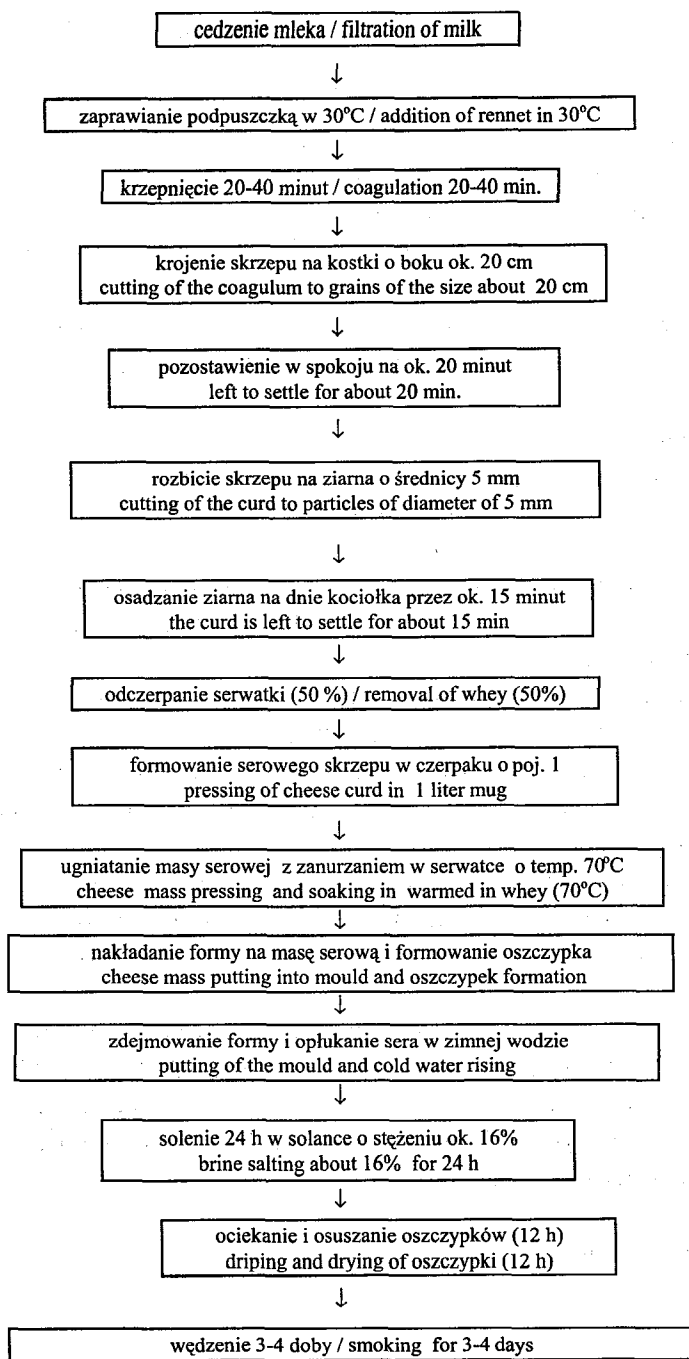 cedzenie mleka / filtration of milk
↓
zaprawianie podpuszczką w 30°C / addition of rennet in 30°C
↓
krzepnięcie 20-40 minut / coagulation 20-40 min.
↓
krojenie skrzepu na kostki o boku ok. 20 cm
cutting of the coagulum to grains of the size about 20 cm
↓
pozostawienie w spokoju na ok. 20 minut
left to settle for about 20 min.
↓
rozbicie skrzepu na ziarna o średnicy 5 mm
cutting of the curd to particles of diameter of 5 mm
↓
osadzanie ziarna na dnie kociołka przez ok. 15 minut
the curd is left to settle for about 15 min
↓
odczerpanie serwatki (50 %) / removal of whey (50%)
↓
formowanie serowego skrzepu w czerpaku o poj. 1
pressing of cheese curd in 1 liter mug
↓
ugniatanie masy serowej z zanurzaniem w serwatce o temp. 70°C
cheese mass pressing and soaking in warmed in whey (70°C)
↓
nakładanie formy na masę serową i formowanie oszczypka
cheese mass putting into mould and oszczypek formation
↓
zdejmowanie formy i opłukanie sera w zimnej wodzie
putting of the mould and cold water rising
↓
solenie 24 h w solance o stężeniu ok. 16%
brine salting about 16% for 24 h
↓
ociekanie i osuszanie oszczypków (12 h)
driping and drying of oszczypki (12 h)
↓
wędzenie 3-4 doby / smoking for 3-4 days